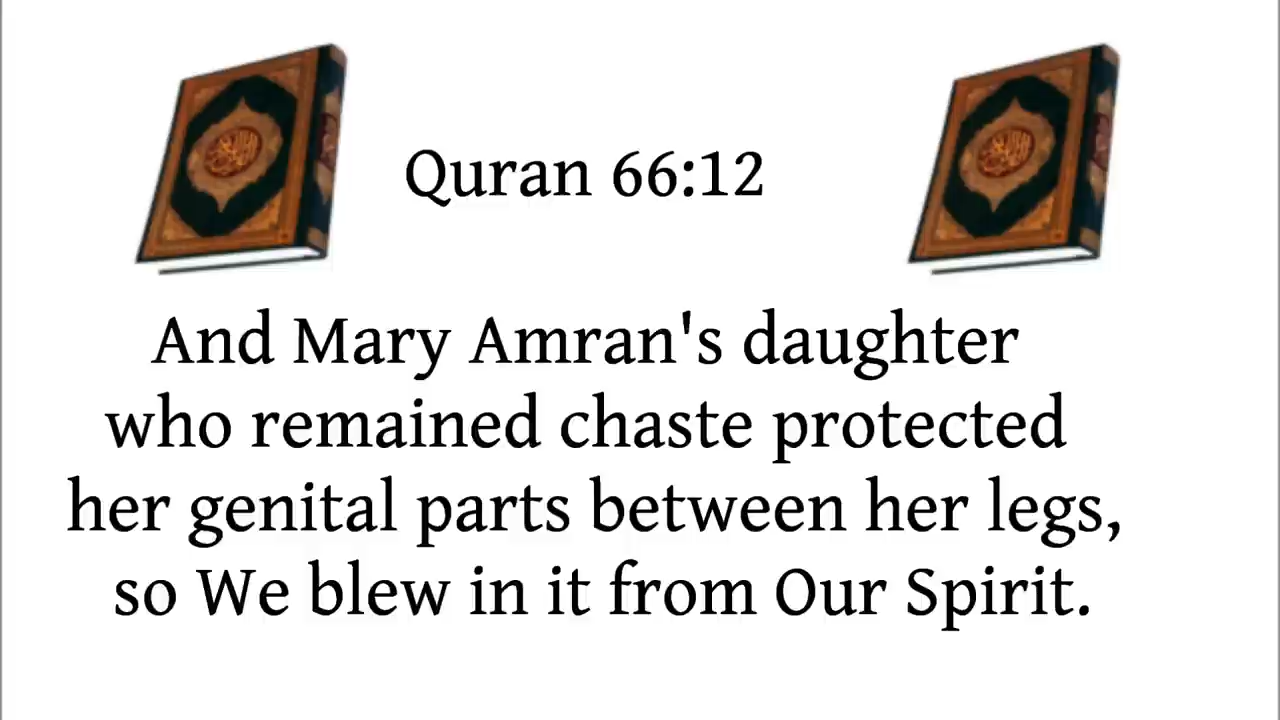 Quran 66:12
And Mary Amran's daughter
who remained chaste protected
her genital parts between her legs,
so We blew in it from Our Spirit.